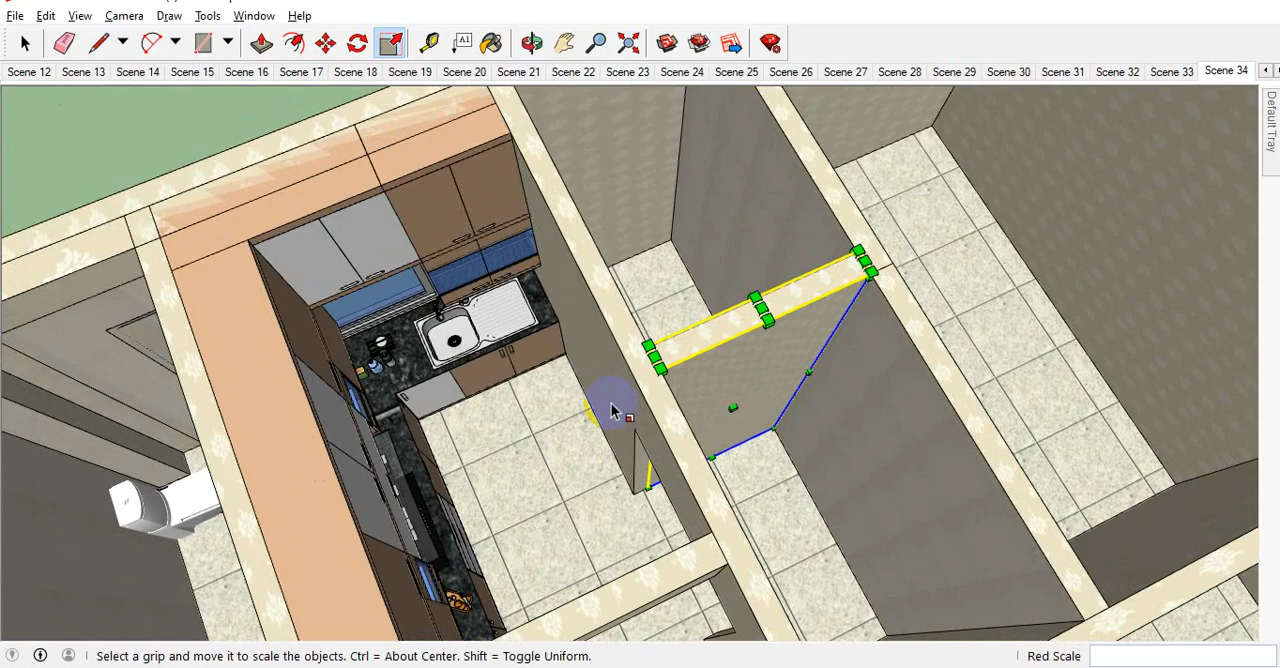 File Edit View Camera Draw Tools Window Help
A1
Scene 12 Scene 13 Scene 14 Scene 15 Scene 16 Scene 17 Scene 18 Scene 19 Scene 20 Scene 21 Scene 22 Scene 23 Scene 24 Scene 25 Scene 26 Scene 27 Scene 28 Scene 29 Scene 30 Scene 31 Scene 32 Scene 33 Scene 34
Default Tray
Select a grip and move it to scale the objects. Ctrl = About Center. Shift = Toggle Uniform. Red Scale